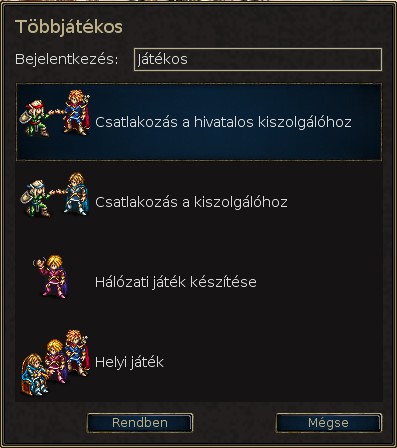 Többjátékos
Bejelentkezés: Játékos
Csatlakozás a hivatalos kiszolgálóhoz
Csatlakozás a kiszolgálóhoz
Hálózati játék készítése
Helyi játék
Rendben Mégse